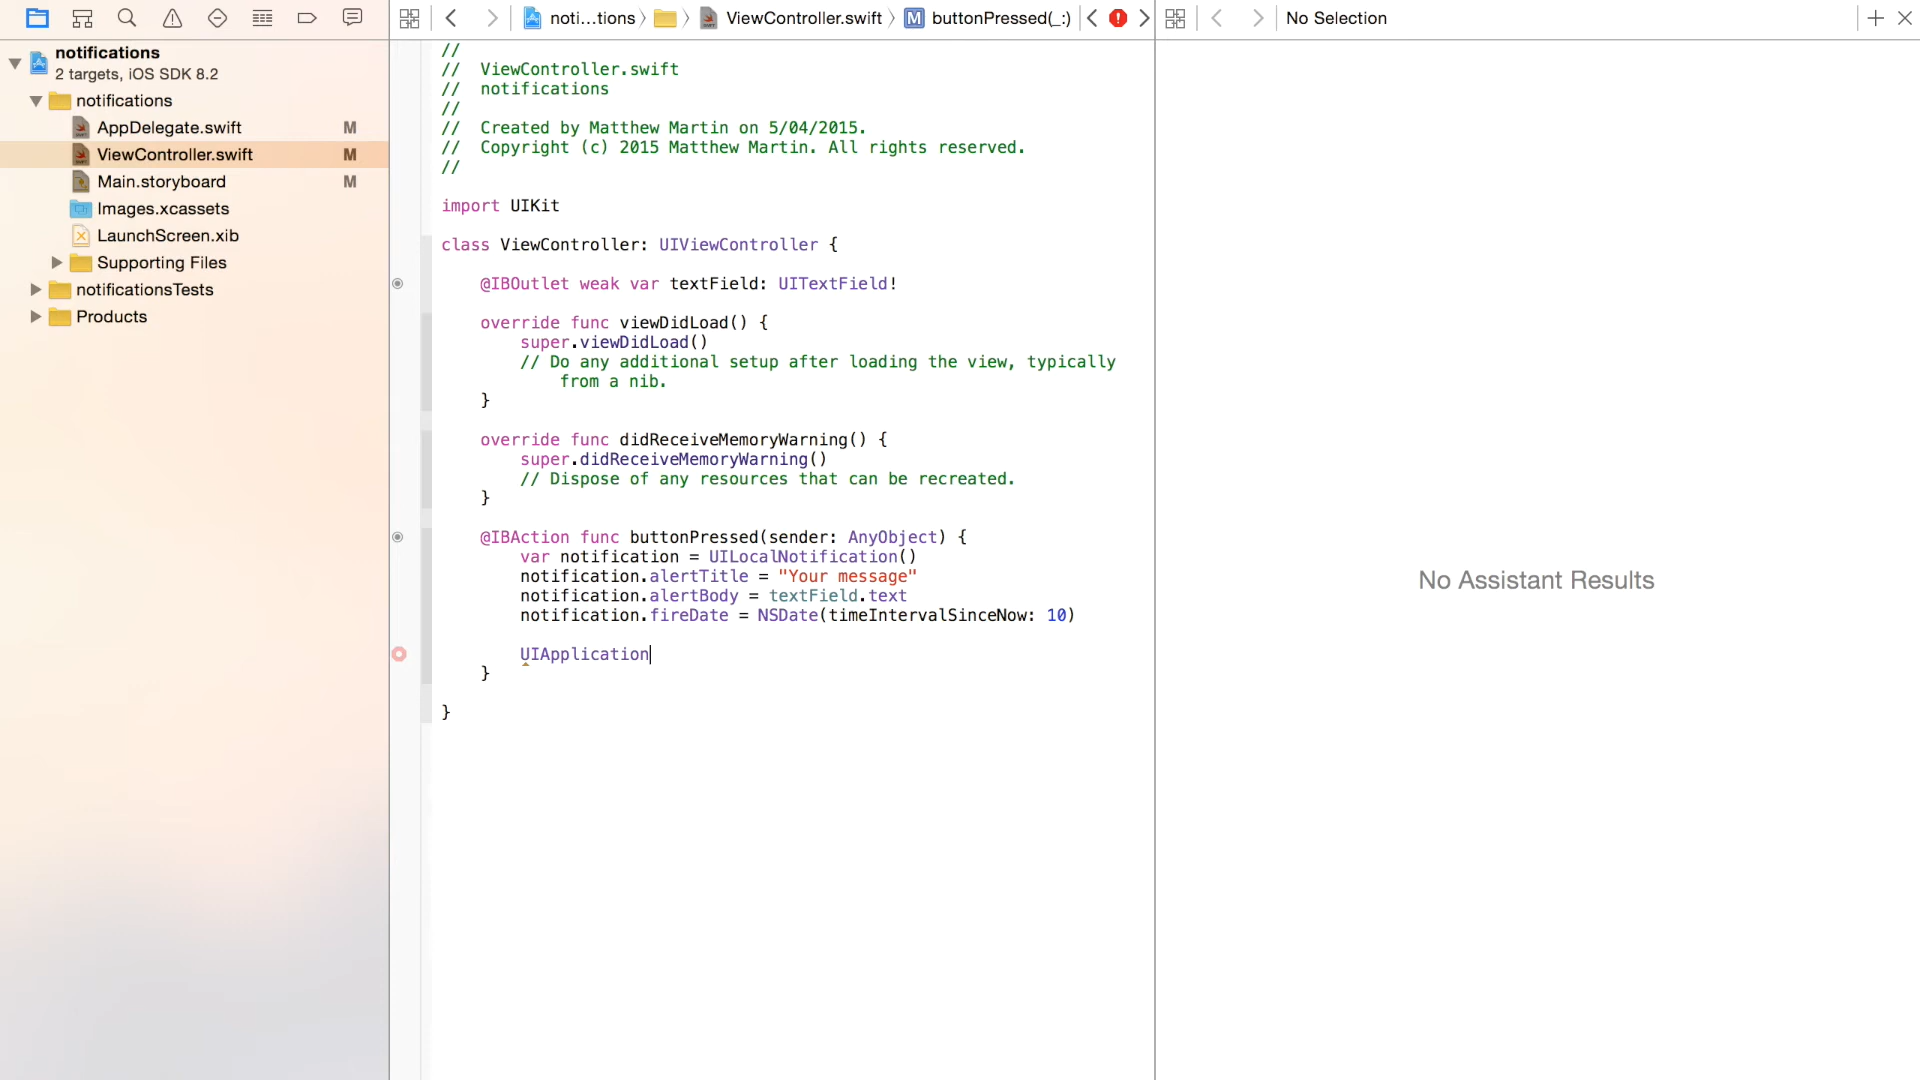 noti...tions
ViewController.swift
M
buttonPressed(_:)
No Selection
notifications
2 targets, iOS SDK 8.2
notifications
AppDelegate.swift M
ViewController.swift M
Main.storyboard M
Images.xcassets
LaunchScreen.xib
Supporting Files
notificationsTests
Products
//
// ViewController.swift
// notifications
//
// Created by Matthew Martin on 5/04/2015.
// Copyright (c) 2015 Matthew Martin. All rights reserved.
//
import UIKit
class ViewController: UIViewController {
@IBOutlet weak var textField: UITextField!
override func viewDidLoad() {
super.viewDidLoad()
// Do any additional setup after loading the view, typically
from a nib.
}
override func didReceiveMemoryWarning() {
super.didReceiveMemoryWarning()
// Dispose of any resources that can be recreated.
}
@IBAction func buttonPressed(sender: AnyObject) {
var notification = UILocalNotification()
notification.alertTitle = "Your message"
notification.alertBody = textField.text
notification.fireDate = NSDate(timeIntervalSinceNow: 10)
UIApplication
}
}
No Assistant Results